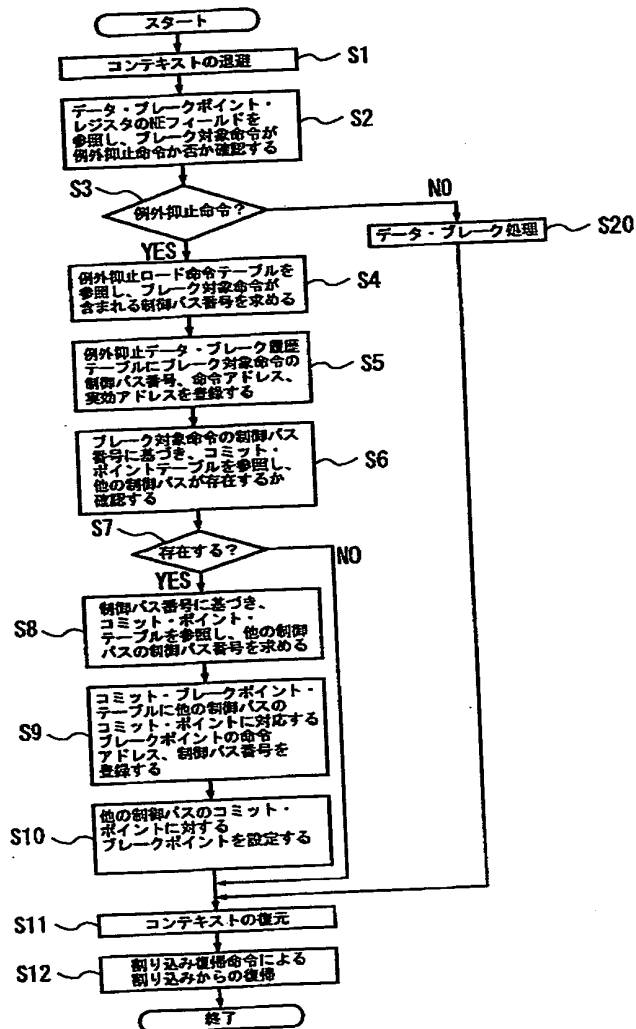 スタート
コンテキストの退避
S1
データ・ブレークポイント・
レジスタのNEフィールドを
参照し、ブレーク対象命令が
例外抑止命令か否か確認する
S2
S3
例外抑止命令？
NO
YES
データ・ブレーク処理
S20
例外抑止ロード命令テーブルを
参照し、ブレーク対象命令が
含まれる制御パス番号を求める
S4
例外抑止データ・ブレーク履歴
テーブルにブレーク対象命令の
制御パス番号、命令アドレス、
実効アドレスを登録する
S5
ブレーク対象命令の制御パス
番号に基づき、コミット・
ポイントテーブルを参照し、
他の制御パスが存在するか
確認する
S6
S7
存在する？
NO
YES
制御パス番号に基づき、
コミット・ポイント・
テーブルを参照し、他の制御
パスの制御パス番号を求める
S8
コミット・ブレークポイント・
テーブルに他の制御パスの
コミット・ポイントに対応する
ブレークポイントの命令
アドレス、制御パス番号を
登録する
S9
他の制御パスのコミット・
ポイントに対する
ブレークポイントを設定する
S10
コンテキストの復元
S11
割り込み復帰命令による
割り込みからの復帰
S12
終了